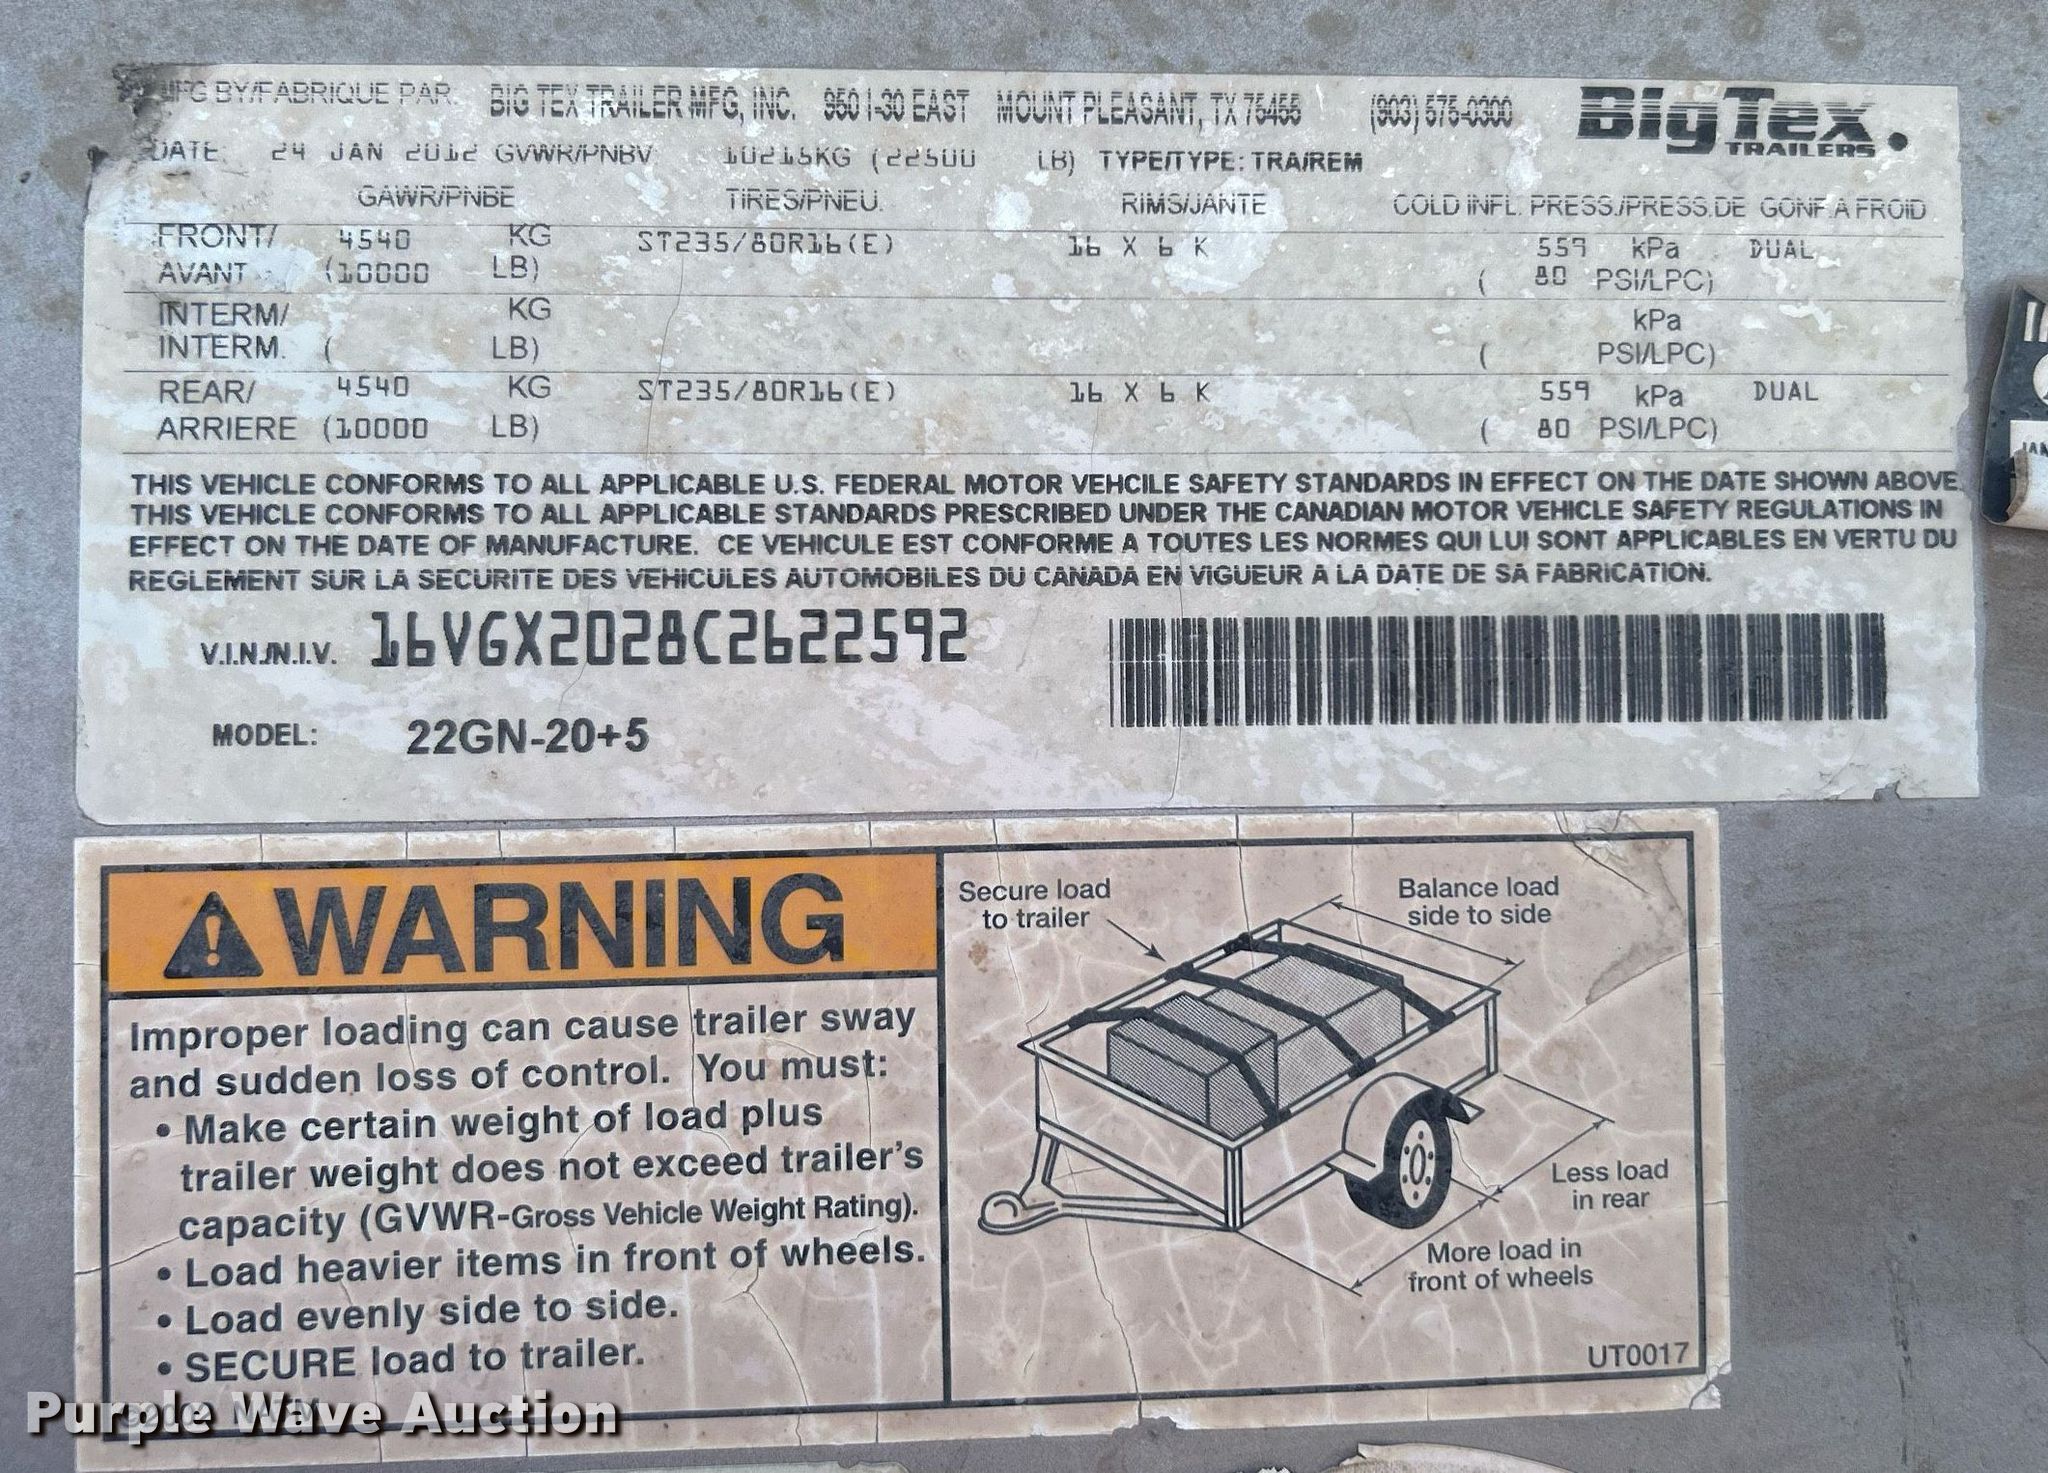 MFG BY/FABRIQUE PAR. BIG TEX TRAILER MFG, INC. 950 I-30 EAST MOUNT PLEASANT, TX 75455 (903) 575-0300 BigTex TRAILERS
DATE: 24 JAN 2012 GVWR/PNBV 10215KG (22500 LB) TYPE/TYPE: TRA/REM
GAWR/PNBE TIRES/PNEU. RIMS/JANTE COLD INFL. PRESS./PRESS.DE GONF.A FROID
FRONT/ 4540 KG ST235/80R16(E) 16 X 6 K 559 kPa DUAL
AVANT (10000 LB) ( 80 PSI/LPC)
INTERM/ KG kPa
INTERM. ( LB) ( PSI/LPC)
REAR/ 4540 KG ST235/80R16(E) 16 X 6 K 559 kPa DUAL
ARRIERE (10000 LB) ( 80 PSI/LPC)
THIS VEHICLE CONFORMS TO ALL APPLICABLE U.S. FEDERAL MOTOR VEHCILE SAFETY STANDARDS IN EFFECT ON THE DATE SHOWN ABOVE
THIS VEHICLE CONFORMS TO ALL APPLICABLE STANDARDS PRESCRIBED UNDER THE CANADIAN MOTOR VEHICLE SAFETY REGULATIONS IN
EFFECT ON THE DATE OF MANUFACTURE. CE VEHICULE EST CONFORME A TOUTES LES NORMES QUI LUI SONT APPLICABLES EN VERTU DU
REGLEMENT SUR LA SECURITE DES VEHICULES AUTOMOBILES DU CANADA EN VIGUEUR A LA DATE DE SA FABRICATION.
V.I.N./N.I.V. 16VGX2028C2622592
MODEL: 22GN-20+5
WARNING
Improper loading can cause trailer sway
and sudden loss of control. You must:
• Make certain weight of load plus
trailer weight does not exceed trailer's
capacity (GVWR-Gross Vehicle Weight Rating).
• Load heavier items in front of wheels.
• Load evenly side to side.
• SECURE load to trailer.
Secure load
to trailer
Balance load
side to side
Less load
in rear
More load in
front of wheels
UT0017
Purple Wave Auction